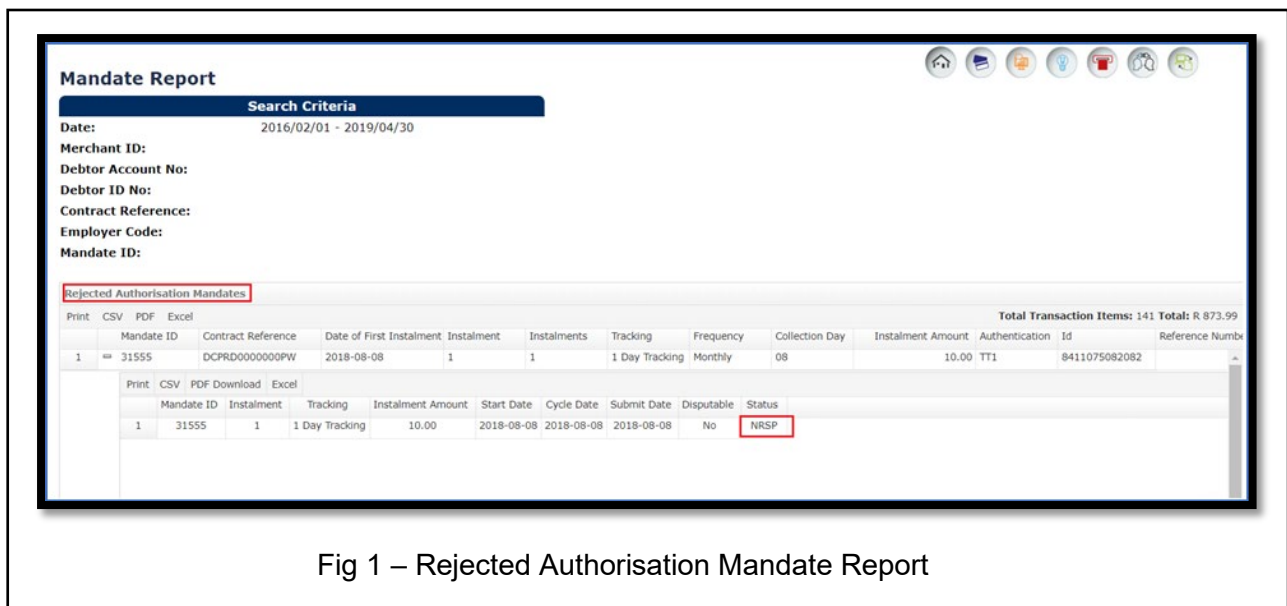 Mandate Report
Search Criteria
Date: 2016/02/01 - 2019/04/30
Merchant ID:
Debtor Account No:
Debtor ID No:
Contract Reference:
Employer Code:
Mandate ID:
Rejected Authorisation Mandates
Print CSV PDF Excel Total Transaction Items: 141 Total: R 873.99
Mandate ID Contract Reference Date of First Instalment Instalment Instalments Tracking Frequency Collection Day Instalment Amount Authentication Id Reference Numbe
1 31555 DCPRD0000000PW 2018-08-08 1 1 1 Day Tracking Monthly 08 10.00 TT1 8411075082082
Print CSV PDF Download Excel
Mandate ID Instalment Tracking Instalment Amount Start Date Cycle Date Submit Date Disputable Status
1 31555 1 1 Day Tracking 10.00 2018-08-08 2018-08-08 2018-08-08 No NRSP
Fig 1 – Rejected Authorisation Mandate Report